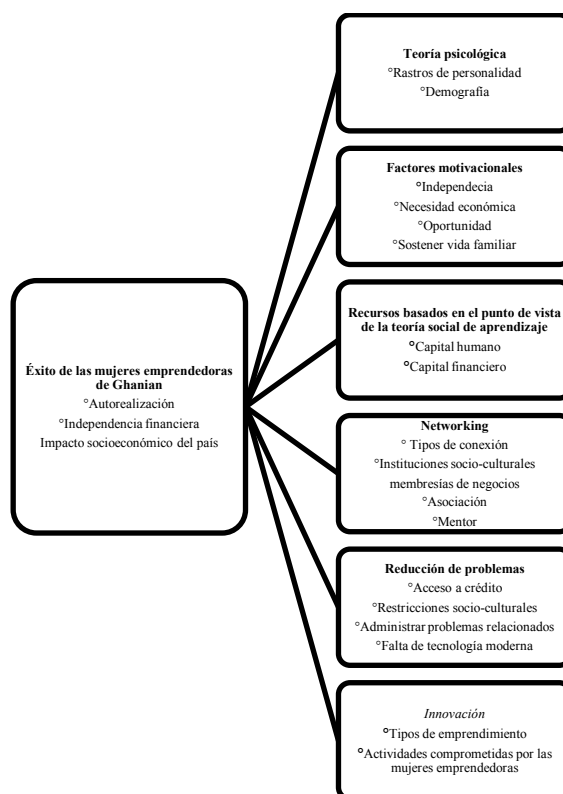 Éxito de las mujeres emprendedoras
de Ghanian
°Autorealización
°Independencia financiera
Impacto socioeconómico del país
Teoría psicológica
°Rastros de personalidad
°Demografía
Factores motivacionales
°Independecia
°Necesidad económica
°Oportunidad
°Sostener vida familiar
Recursos basados en el punto de vista
de la teoría social de aprendizaje
°Capital humano
°Capital financiero
Networking
° Tipos de conexión
°Instituciones socio-culturales
membresías de negocios
°Asociación
°Mentor
Reducción de problemas
°Acceso a crédito
°Restricciones socio-culturales
°Administrar problemas relacionados
°Falta de tecnología moderna
Innovación
°Tipos de emprendimiento
°Actividades comprometidas por las
mujeres emprendedoras